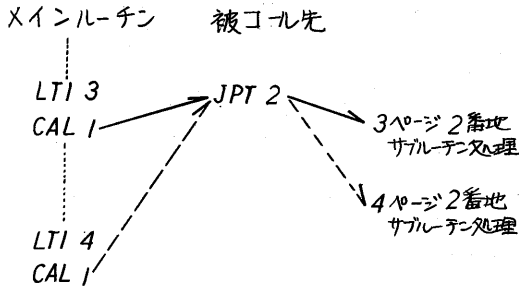 メインルーチン 被コール先
LTI 3
CAL 1
JPT 2
3ページ 2番地
サブルーチン処理
4ページ 2番地
サブルーチン処理
LTI 4
CAL 1